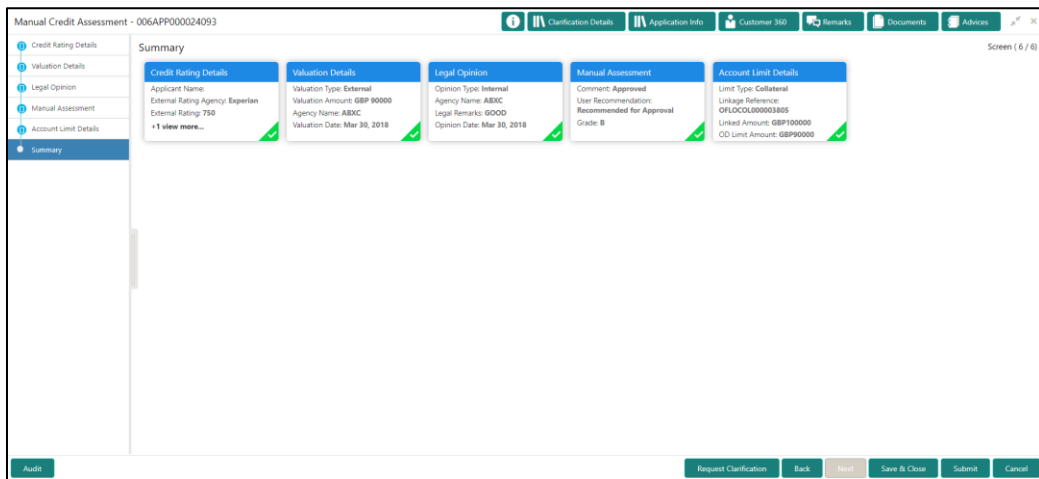 Manual Credit Assessment - 006APP000024093
Clarification Details
Application Info
Customer 360
Remarks
Documents
Advices
Credit Rating Details
Valuation Details
Legal Opinion
Manual Assessment
Account Limit Details
Summary
Summary
Screen ( 6 / 6)
Credit Rating Details
Applicant Name:
External Rating Agency: Experian
External Rating: 750
+1 view more...
Valuation Details
Valuation Type: External
Valuation Amount: GBP 90000
Agency Name: ABXC
Valuation Date: Mar 30, 2018
Legal Opinion
Opinion Type: Internal
Agency Name: ABXC
Legal Remarks: GOOD
Opinion Date: Mar 30, 2018
Manual Assessment
Comment: Approved
User Recommendation:
Recommended for Approval
Grade: B
Account Limit Details
Limit Type: Collateral
Linkage Reference:
OFLOCOL000003805
Linked Amount: GBP100000
OD Limit Amount: GBP90000
Audit
Request Clarification
Back
Next
Save & Close
Submit
Cancel